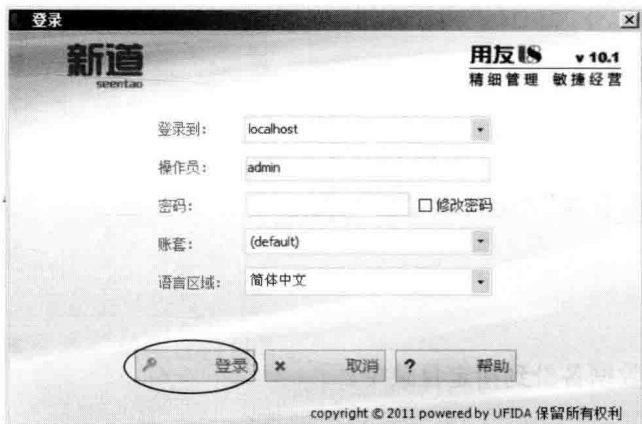 登录
新道
seentao
用友U8 v 10.1
精细管理 敏捷经营
登录到: localhost
操作员: admin
密码: 修改密码
账套: (default)
语言区域: 简体中文
登录 取消 ? 帮助
copyright © 2011 powered by UFIDA 保留所有权利